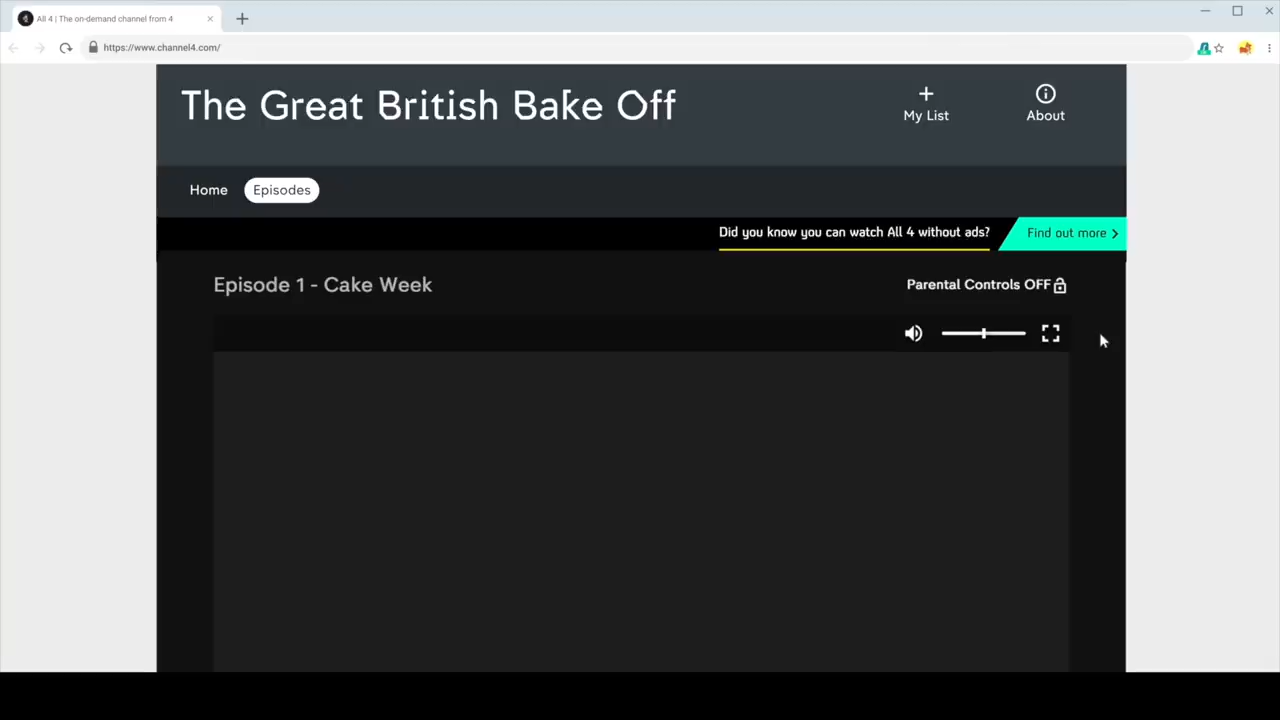 All 4 | The on-demand channel from 4
https://www.channel4.com/
The Great British Bake Off
My List
About
Home
Episodes
Did you know you can watch All 4 without ads?
Find out more
Episode 1 - Cake Week
Parental Controls OFF